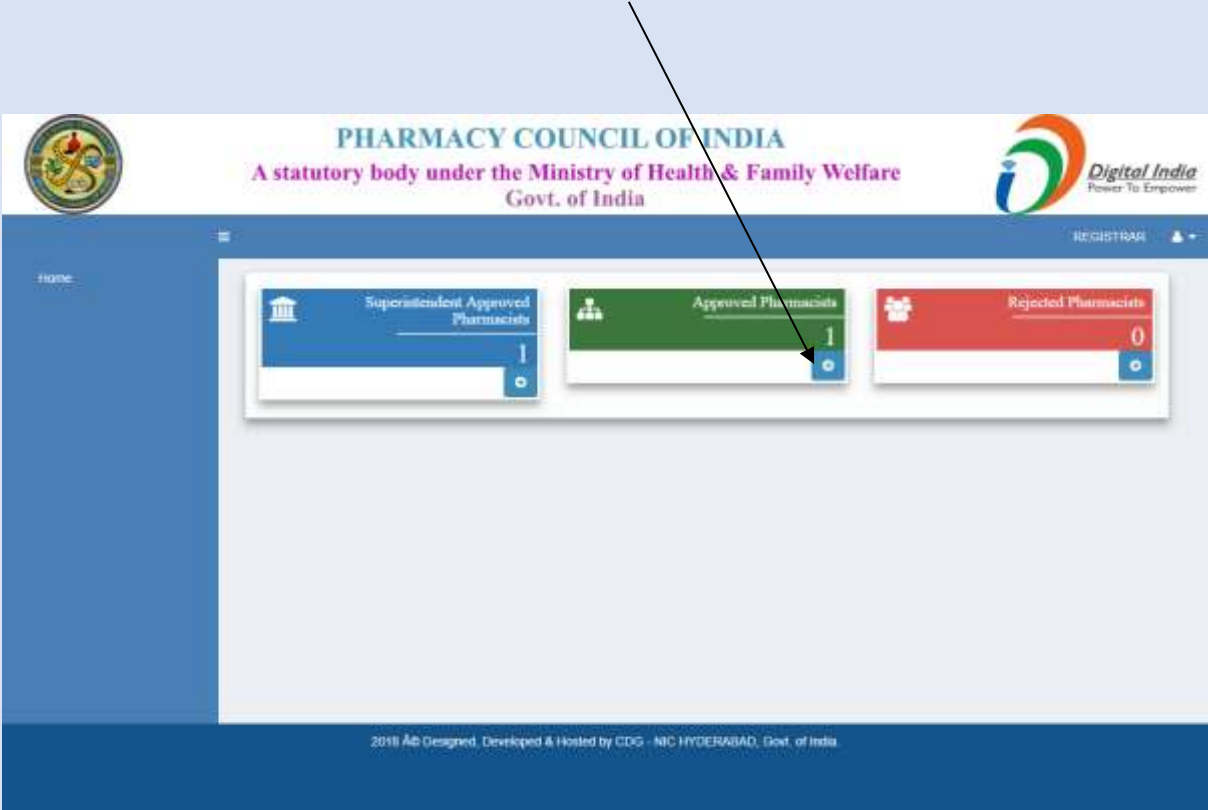 PHARMACY COUNCIL OF INDIA
A statutory body under the Ministry of Health & Family Welfare
Govt. of India
Digital India
Power To Empower
REGISTRAR
Home
Superintendent Approved
Pharmacists
1
Approved Pharmacists
1
Rejected Pharmacists
0
2018 Â© Designed, Developed & Hosted by CDG - NIC HYDERABAD, Govt. of India.